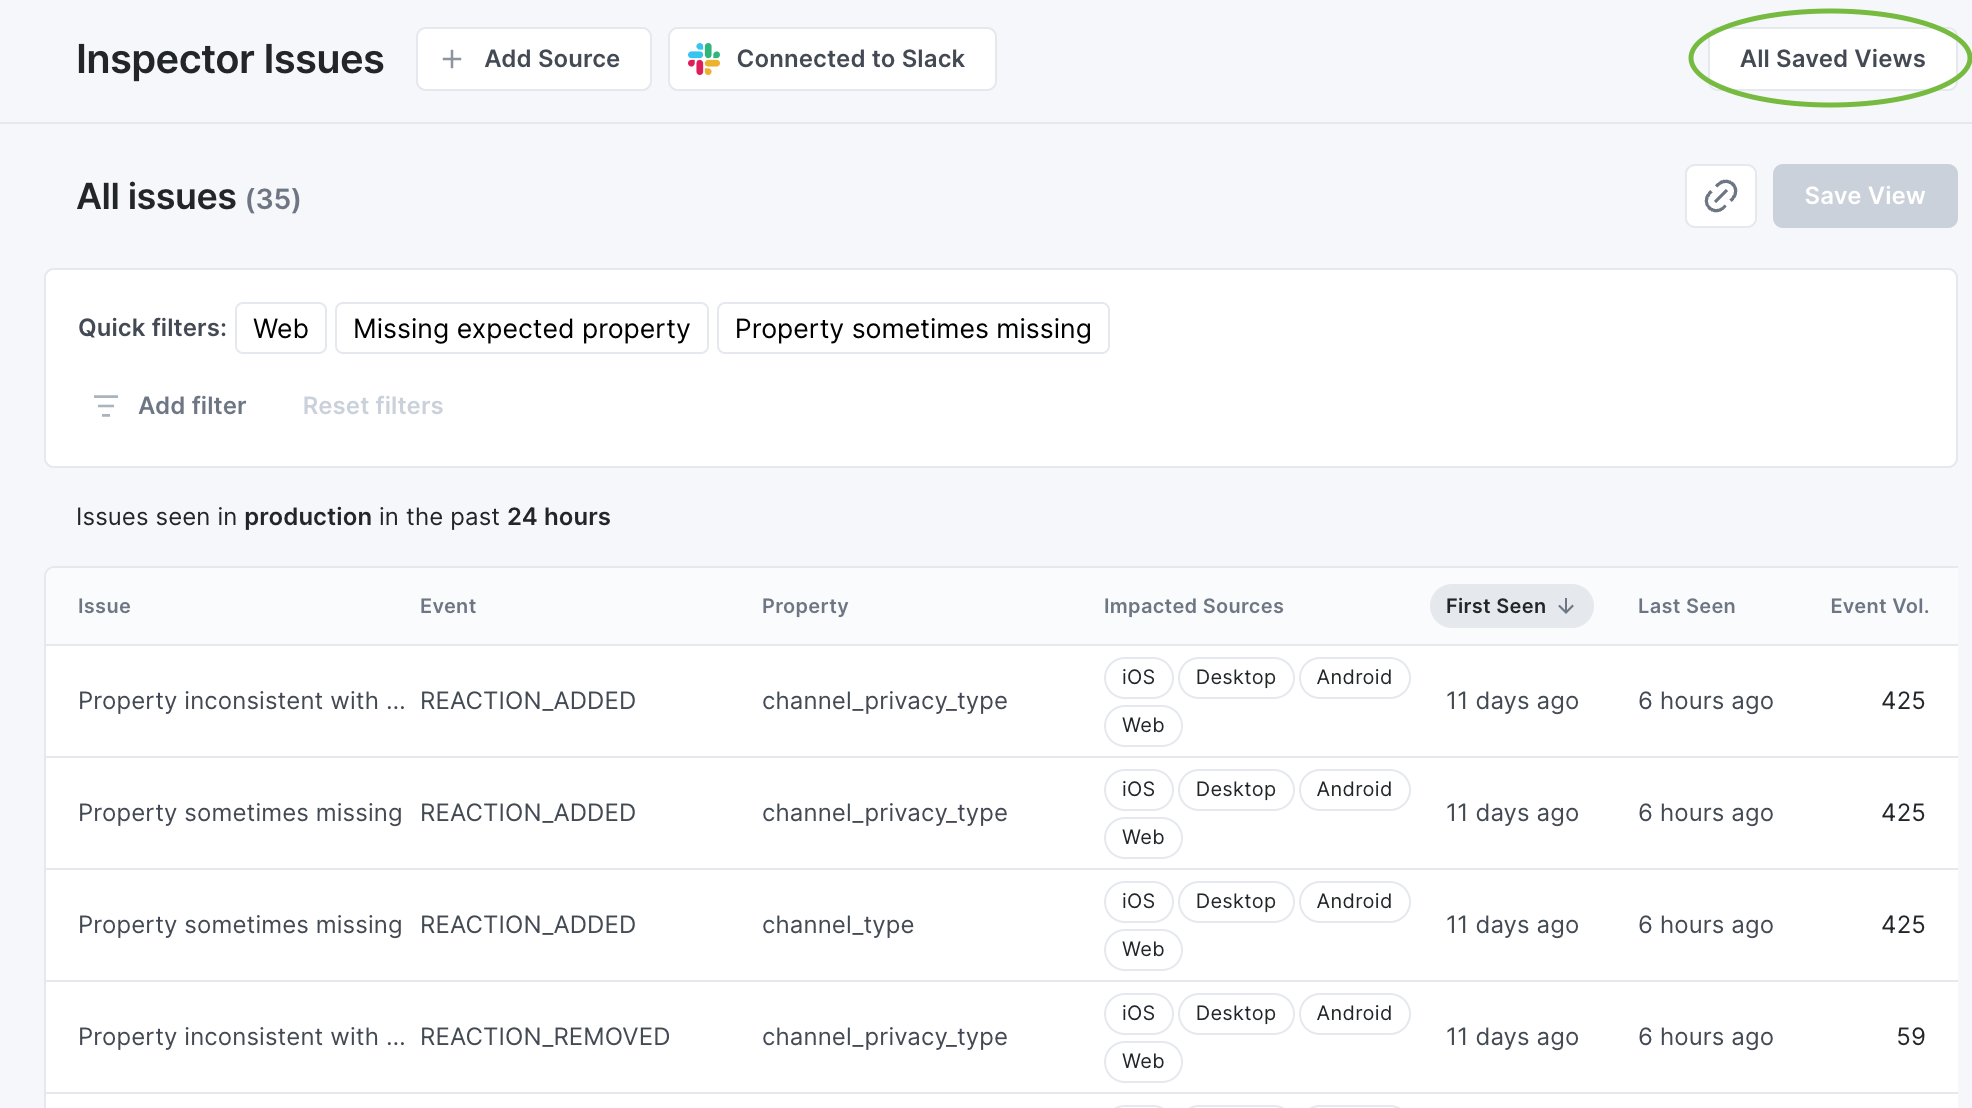 Inspector Issues
Add Source
Connected to Slack
All Saved Views
All issues (35)
Save View
Quick filters: Web Missing expected property Property sometimes missing
Add filter Reset filters
Issues seen in production in the past 24 hours
Issue Event Property Impacted Sources First Seen Last Seen Event Vol.
Property inconsistent with ... REACTION_ADDED channel_privacy_type iOS Desktop Android Web 11 days ago 6 hours ago 425
Property sometimes missing REACTION_ADDED channel_privacy_type iOS Desktop Android Web 11 days ago 6 hours ago 425
Property sometimes missing REACTION_ADDED channel_type iOS Desktop Android Web 11 days ago 6 hours ago 425
Property inconsistent with ... REACTION_REMOVED channel_privacy_type iOS Desktop Android Web 11 days ago 6 hours ago 59